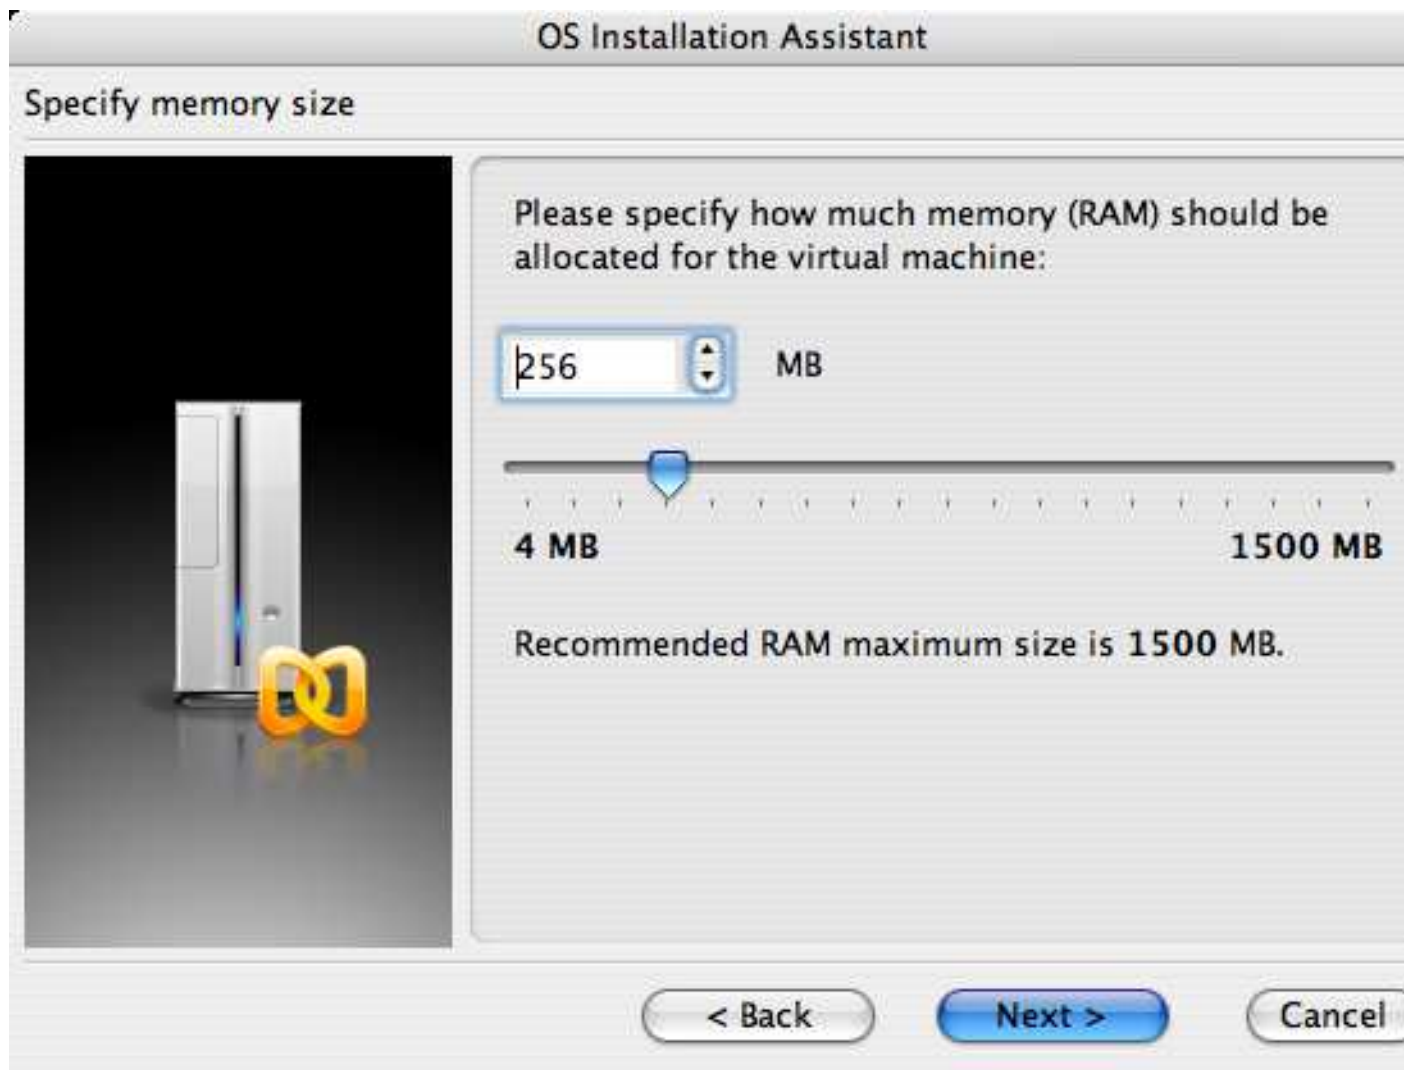 OS Installation Assistant
Specify memory size
Please specify how much memory (RAM) should be
allocated for the virtual machine:
256 MB
4 MB 1500 MB
Recommended RAM maximum size is 1500 MB.
< Back Next > Cancel